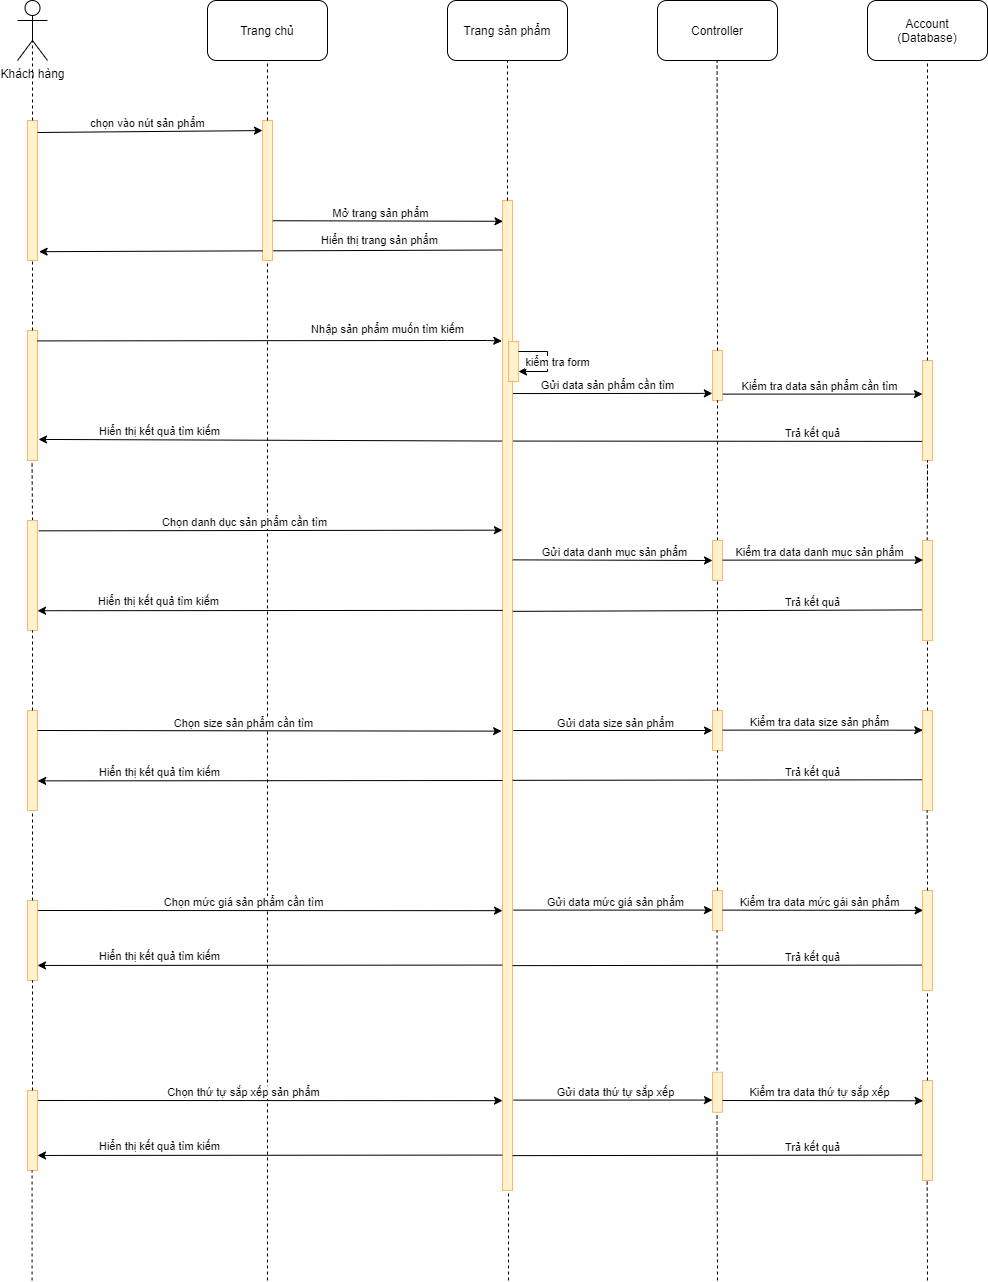 Khách hàng
Trang chủ
Trang sản phẩm
Controller
Account
(Database)
chọn vào nút sản phẩm
Mở trang sản phẩm
Hiển thị trang sản phẩm
Nhập sản phẩm muốn tìm kiếm
kiểm tra form
Gửi data sản phẩm cần tìm
Kiểm tra data sản phẩm cần tìm
Hiển thị kết quả tìm kiếm
Trả kết quả
Chọn danh dục sản phẩm cần tìm
Gửi data danh mục sản phẩm
Kiểm tra data danh mục sản phẩm
Hiển thị kết quả tìm kiếm
Trả kết quả
Chọn size sản phẩm cần tìm
Gửi data size sản phẩm
Kiểm tra data size sản phẩm
Hiển thị kết quả tìm kiếm
Trả kết quả
Chọn mức giá sản phẩm cần tìm
Gửi data mức giá sản phẩm
Kiểm tra data mức gái sản phẩm
Hiển thị kết quả tìm kiếm
Trả kết quả
Chọn thứ tự sắp xếp sản phẩm
Gửi data thứ tự sắp xếp
Kiểm tra data thứ tự sắp xếp
Hiển thị kết quả tìm kiếm
Trả kết quả